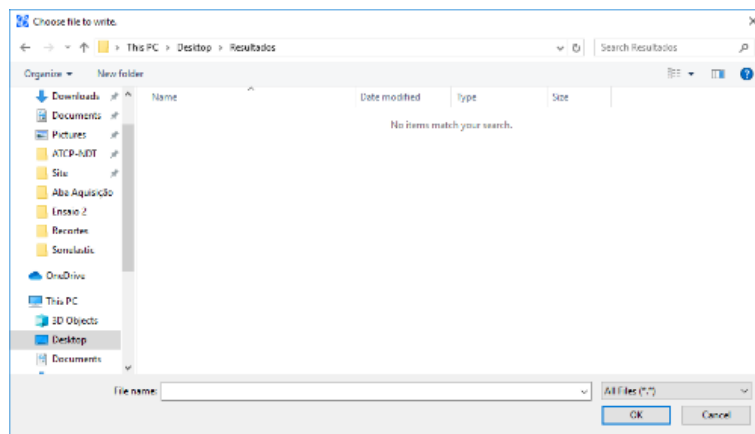 Choose file to write.
This PC > Desktop > Resultados
Search Resultados
Organize
New folder
Name
Date modified
Type
Size
No items match your search.
Downloads
Documents
Pictures
ATCP-NDT
Site
Aba Aquisição
Ensaio 2
Recortes
Sonelastic
OneDrive
This PC
3D Objects
Desktop
Documents
File name:
All Files (*.*)
OK
Cancel